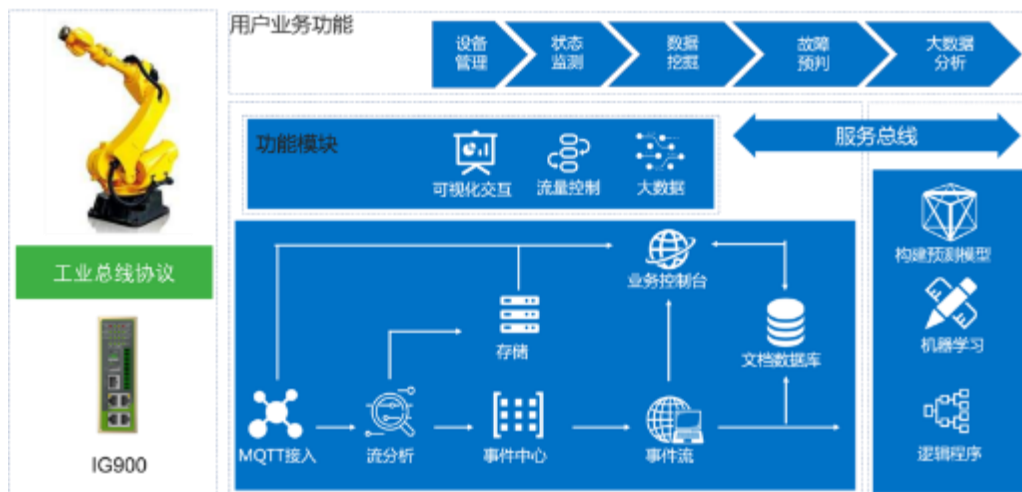 用户业务功能
设备
管理
状态
监测
数据
挖掘
故障
预判
大数据
分析
功能模块
可视化交互
流量控制
大数据
服务总线
工业总线协议
IG900
业务控制台
存储
文档数据库
MQTT接入
流分析
事件中心
事件流
构建预测模型
机器学习
逻辑程序